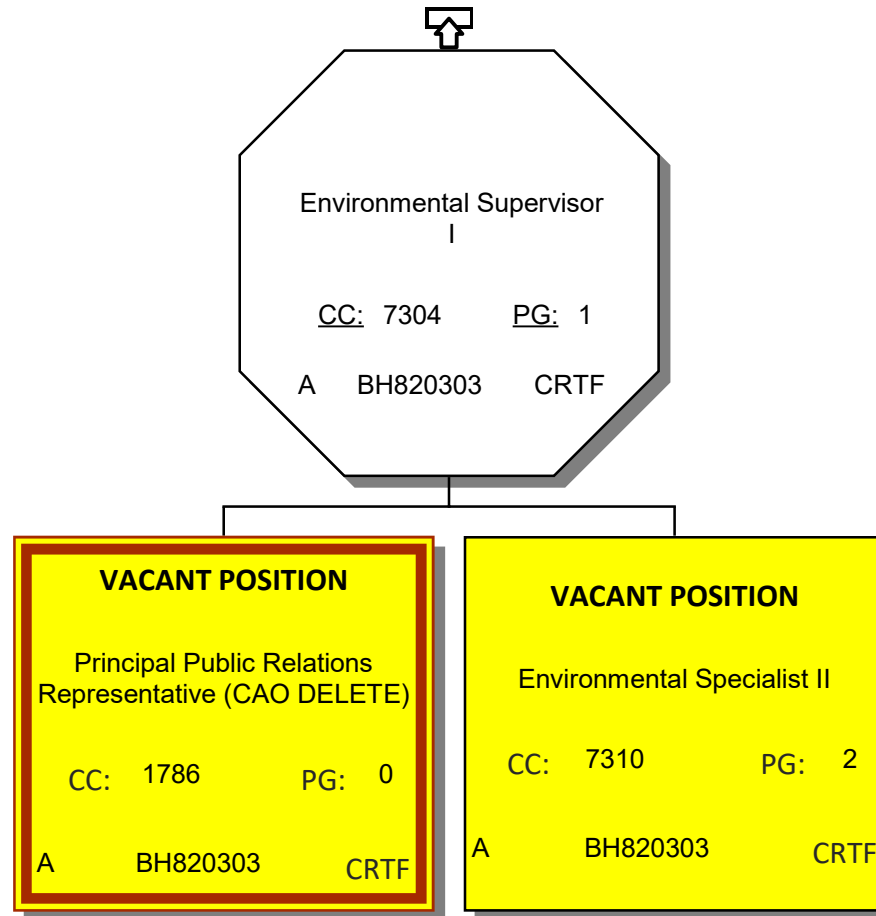 Environmental Supervisor
I
CC: 7304 PG: 1
A BH820303 CRTF
VACANT POSITION
Principal Public Relations
Representative (CAO DELETE)
CC: 1786 PG: 0
A BH820303 CRTF
VACANT POSITION
Environmental Specialist II
CC: 7310 PG: 2
A BH820303 CRTF